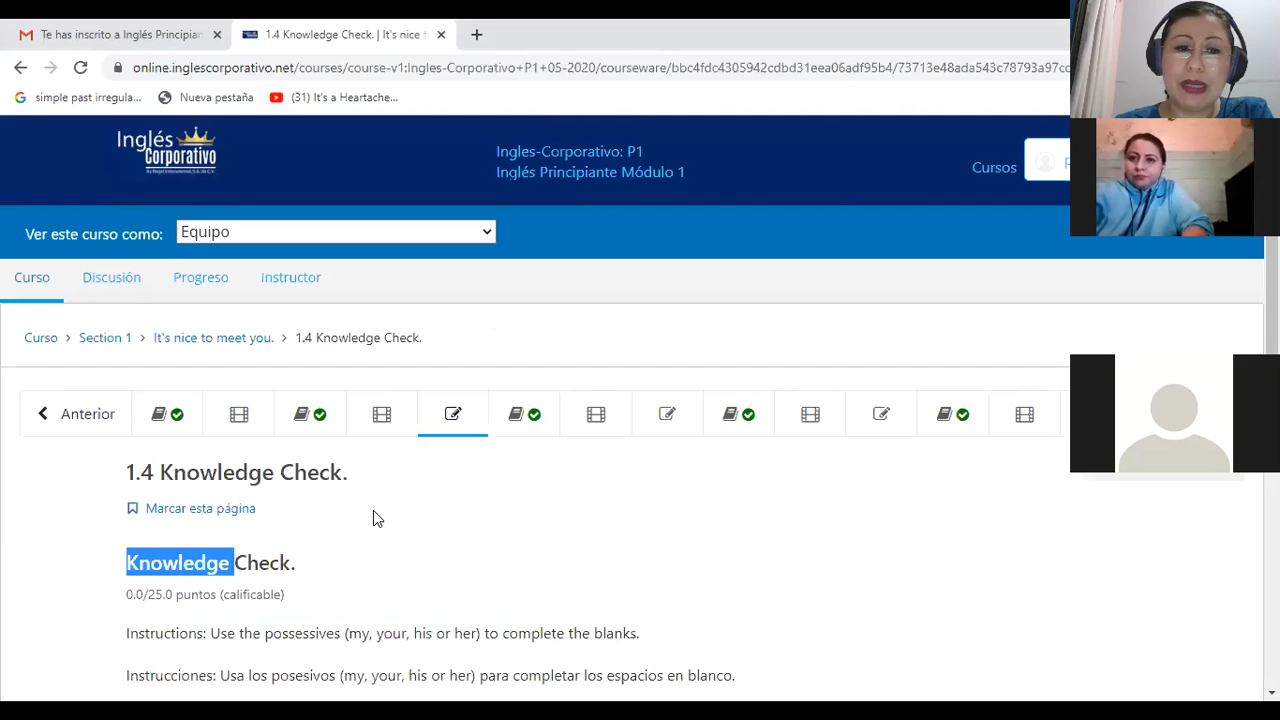 Te has inscrito a Inglés Principian
1.4 Knowledge Check. | It's nice
online.inglescorporativo.net/courses/course-v1:Ingles-Corporativo+P1+05-2020/courseware/bbc4fdc4305942cdbd31eea06adf95b4/73713e48ada543c78793a97cc
simple past irregula...
Nueva pestaña
(31) It's a Heartache...
Inglés
Corporativo
Ingles-Corporativo: P1
Inglés Principiante Módulo 1
Cursos
Ver este curso como:
Equipo
Curso
Discusión
Progreso
Instructor
Curso > Section 1 > It's nice to meet you. > 1.4 Knowledge Check.
Anterior
1.4 Knowledge Check.
Marcar esta página
Knowledge Check.
0.0/25.0 puntos (calificable)
Instructions: Use the possessives (my, your, his or her) to complete the blanks.
Instrucciones: Usa los posesivos (my, your, his or her) para completar los espacios en blanco.